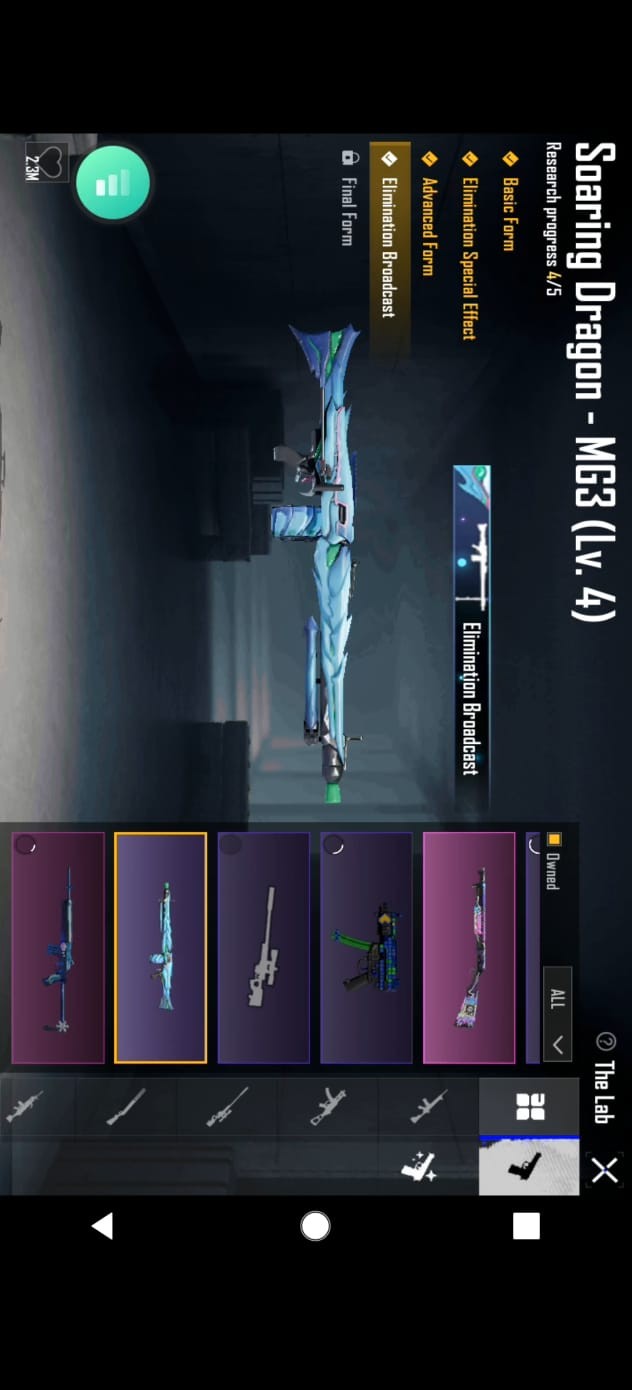 Soaring Dragon - MG3 (Lv. 4)
Research progress 4/5
Basic Form
Elimination Special Effect
Advanced Form
Elimination Broadcast
Final Form
2.3M
Elimination Broadcast
Owned
ALL
? The Lab